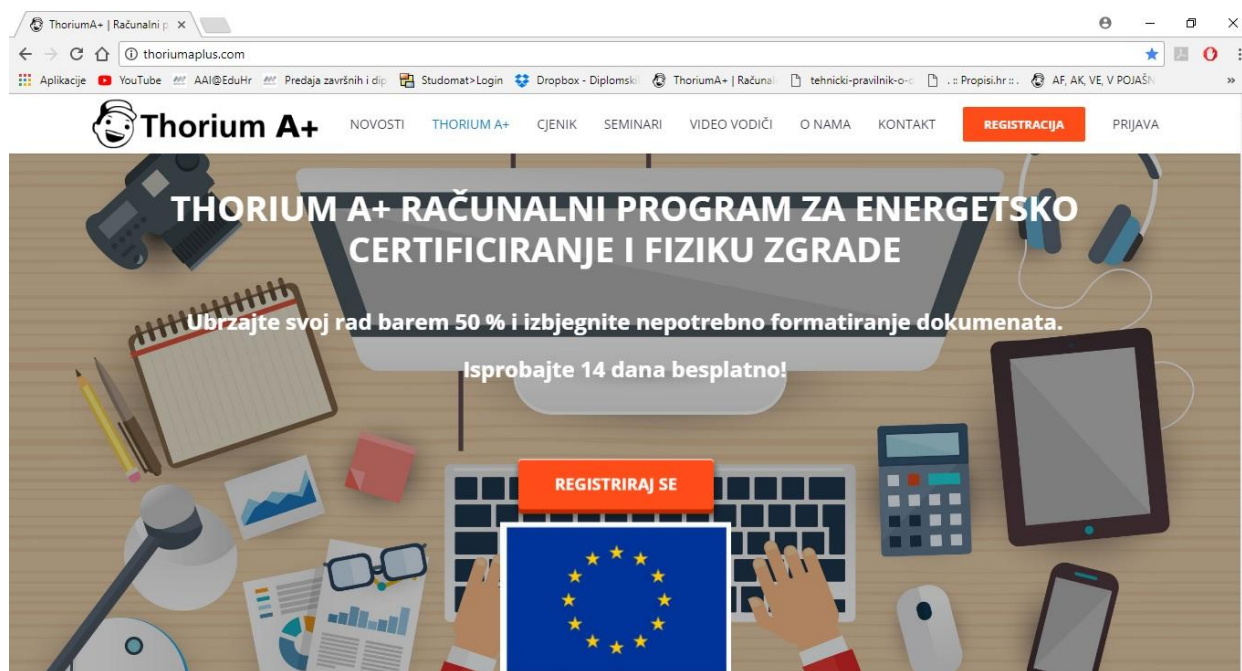 ThoriumA+ | Računalni p
thoriumaplus.com
Aplikacije YouTube AAI@EduHr Predaja završnih i dip Studomat>Login Dropbox - Diplomski ThoriumA+ | Računal tehnicki-pravilnik-o-o . :: Propisi.hr :: . AF, AK, VE, V POJAŠN »
Thorium A+ NOVOSTI THORIUM A+ CJENIK SEMINARI VIDEO VODIČI O NAMA KONTAKT REGISTRACIJA PRIJAVA
THORIUM A+ RAČUNALNI PROGRAM ZA ENERGETSKO
CERTIFICIRANJE I FIZIKU ZGRADE
Ubrzajte svoj rad barem 50 % i izbjegnite nepotrebno formatiranje dokumenata.
Isprobajte 14 dana besplatno!
REGISTRIRAJ SE